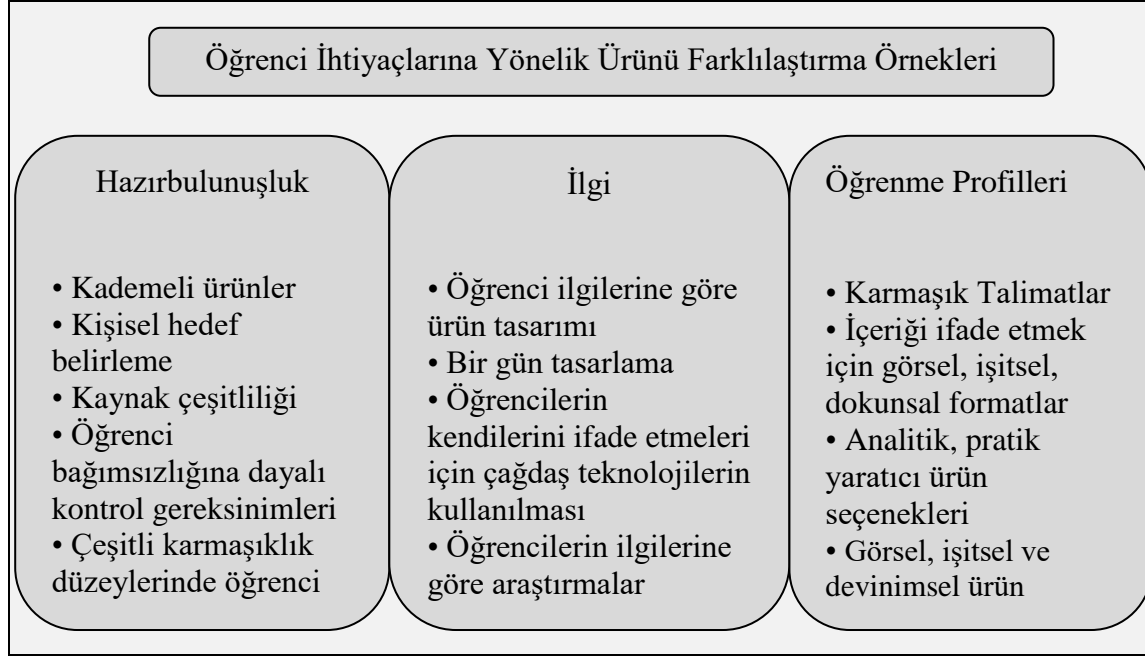 Öğrenci İhtiyaçlarına Yönelik Ürünü Farklılaştırma Örnekleri
Hazırbulunuşluk
• Kademeli ürünler
• Kişisel hedef
belirleme
• Kaynak çeşitliliği
• Öğrenci
bağımsızlığına dayalı
kontrol gereksinimleri
• Çeşitli karmaşıklık
düzeylerinde öğrenci
İlgi
• Öğrenci ilgilerine göre
ürün tasarımı
• Bir gün tasarlama
• Öğrencilerin
kendilerini ifade etmeleri
için çağdaş teknolojilerin
kullanılması
• Öğrencilerin ilgilerine
göre araştırmalar
Öğrenme Profilleri
• Karmaşık Talimatlar
• İçeriği ifade etmek
için görsel, işitsel,
dokunsal formatlar
• Analitik, pratik
yaratıcı ürün
seçenekleri
• Görsel, işitsel ve
devinimsel ürün